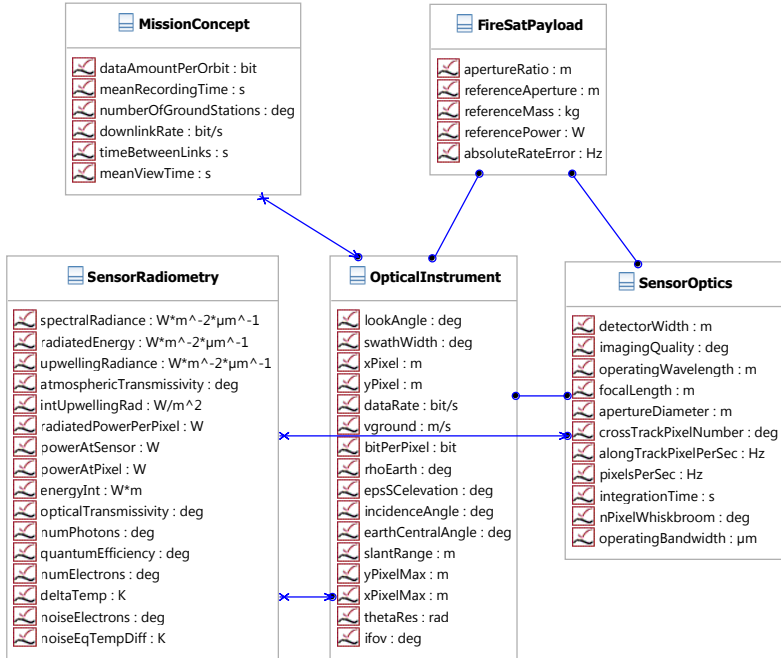 MissionConcept
dataAmountPerOrbit : bit
meanRecordingTime : s
numberOfGroundStations : deg
downlinkRate : bit/s
timeBetweenLinks : s
meanViewTime : s
FireSatPayload
apertureRatio : m
referenceAperture : m
referenceMass : kg
referencePower : W
absoluteRateError : Hz
SensorRadiometry
spectralRadiance : W*m^-2*µm^-1
radiatedEnergy : W*m^-2*µm^-1
upwellingRadiance : W*m^-2*µm^-1
atmosphericTransmissivity : deg
intUpwellingRad : W/m^2
radiatedPowerPerPixel : W
powerAtSensor : W
powerAtPixel : W
energyInt : W*m
opticalTransmissivity : deg
numPhotons : deg
quantumEfficiency : deg
numElectrons : deg
deltaTemp : K
noiseElectrons : deg
noiseEqTempDiff : K
OpticalInstrument
lookAngle : deg
swathWidth : deg
xPixel : m
yPixel : m
dataRate : bit/s
vground : m/s
bitPerPixel : bit
rhoEarth : deg
epsSCelevation : deg
incidenceAngle : deg
earthCentralAngle : deg
slantRange : m
yPixelMax : m
xPixelMax : m
thetaRes : rad
ifov : deg
SensorOptics
detectorWidth : m
imagingQuality : deg
operatingWavelength : m
focalLength : m
apertureDiameter : m
crossTrackPixelNumber : deg
alongTrackPixelPerSec : Hz
pixelsPerSec : Hz
integrationTime : s
nPixelWhiskbroom : deg
operatingBandwidth : µm